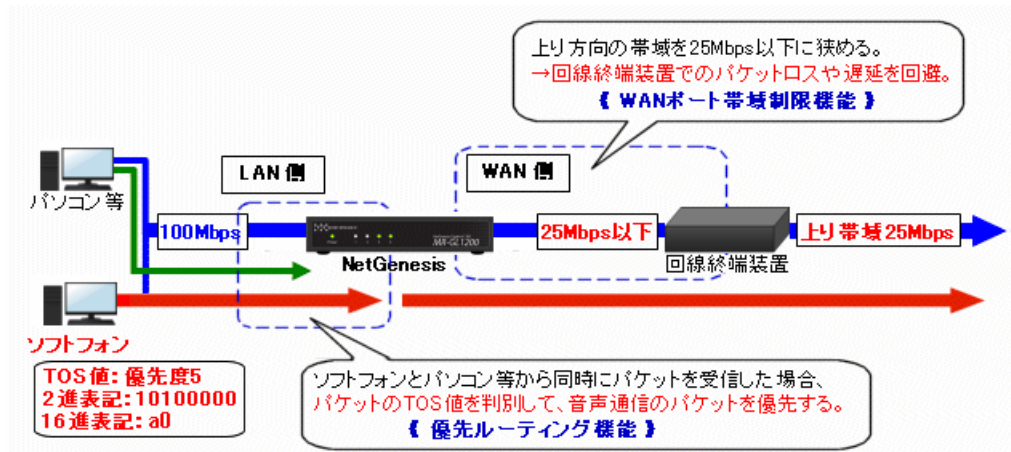 上り方向の帯域を25Mbps以下に狭める。
→回線終端装置でのパケットロスや遅延を回避。
《 WANポート帯域制限機能 》
LAN側
WAN側
パソコン等
100Mbps
MR-GL1200
25Mbps以下
上り帯域25Mbps
NetGenesis
回線終端装置
ソフトフォン
TOS値：優先度5
2進表記：10100000
16進表記：a0
ソフトフォンとパソコン等から同時にパケットを受信した場合、
パケットのTOS値を判別して、音声通信のパケットを優先する。
《 優先ルーティング機能 》